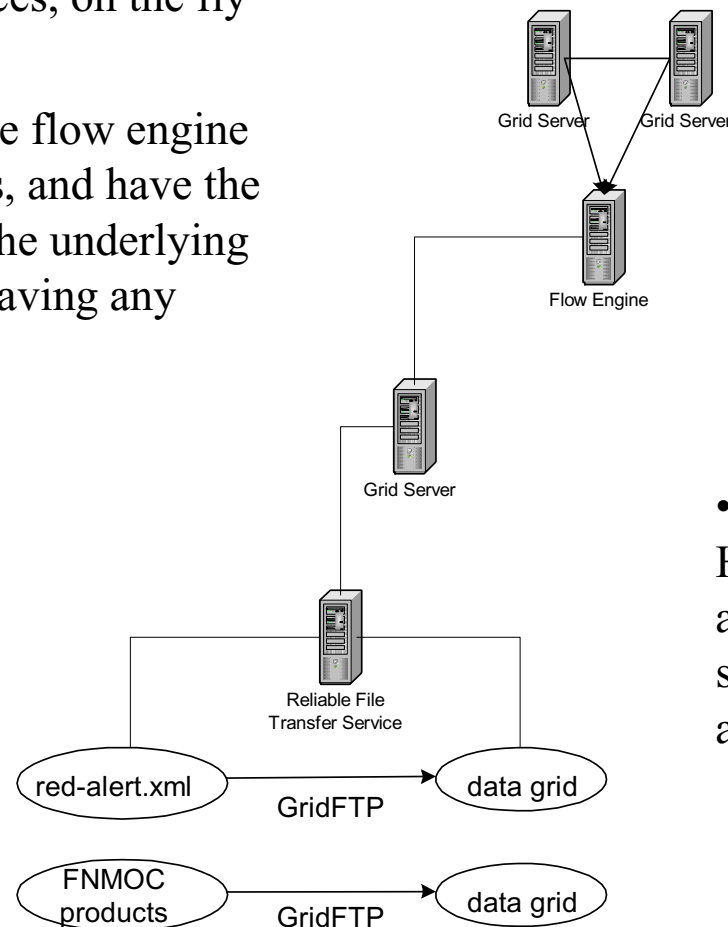 on the fly
Grid Server
Grid Server
e flow engine
, and have the
he underlying
aving any
Flow Engine
Grid Server
•
Reliable File
Transfer Service
red-alert.xml
GridFTP
data grid
FNMOC
products
GridFTP
data grid